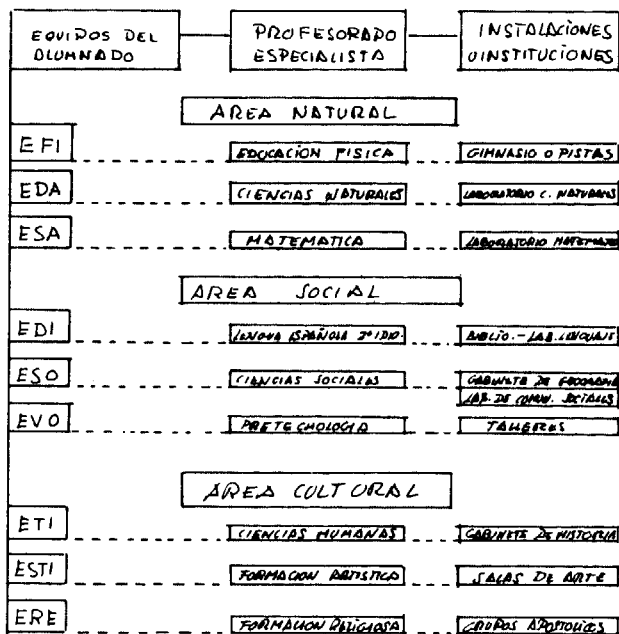 EQUIPOS DEL ALUMNADO
PROFESORADO ESPECIALISTA
INSTALACIONES O INSTITUCIONES
AREA NATURAL
EFI EDUCACION FISICA GIMNASIO O PISTAS
EDA CIENCIAS NATURALES LABORATORIO C. NATURALES
ESA MATEMATICA LABORATORIO
AREA SOCIAL
EDI LENGUA ESPAÑOLA 2º IDIO. BIBLIO.-LAB. LENGUAJE
ESO CIENCIAS SOCIALES GABINETE DE GEOGRAFIA
LAB. DE COMUN. SOCIALES
EVO PRETECNOLOGIA TALLERES
AREA CULTURAL
ETI CIENCIAS HUMANAS GABINETE DE HISTORIA
ESTI FORMACION ARTISTICA SALAS DE ARTE
ERE FORMACION RELIGIOSA GRUPOS APOSTOLICOS